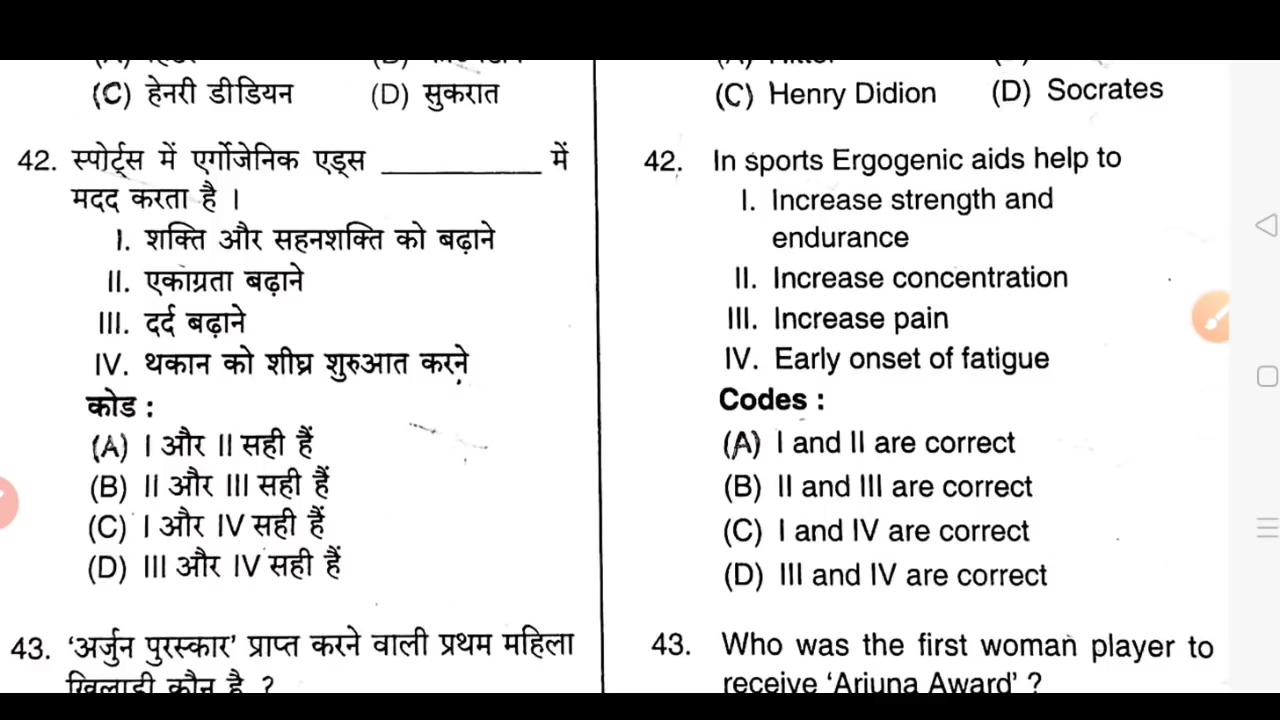 (C) हेनरी डीडियन (D) सुकरात
42. स्पोर्ट्स में एर्गोजेनिक एड्स __________ में
मदद करता है ।
I. शक्ति और सहनशक्ति को बढ़ाने
II. एकाग्रता बढ़ाने
III. दर्द बढ़ाने
IV. थकान को शीघ्र शुरुआत करने
कोड :
(A) I और II सही हैं
(B) II और III सही हैं
(C) I और IV सही हैं
(D) III और IV सही हैं
43. ‘अर्जुन पुरस्कार’ प्राप्त करने वाली प्रथम महिला
खिलाड़ी कौन है ?
(C) Henry Didion (D) Socrates
42. In sports Ergogenic aids help to
I. Increase strength and
endurance
II. Increase concentration
III. Increase pain
IV. Early onset of fatigue
Codes :
(A) I and II are correct
(B) II and III are correct
(C) I and IV are correct
(D) III and IV are correct
43. Who was the first woman player to
receive ‘Arjuna Award’ ?